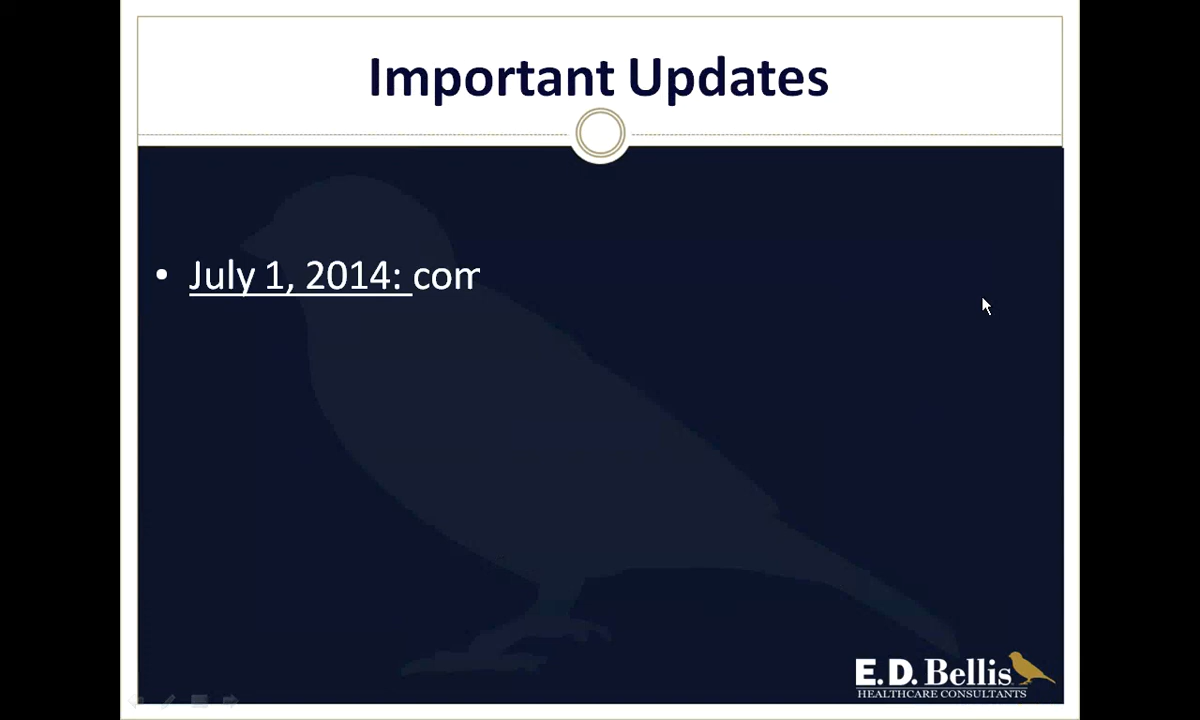 Important Updates
• July 1, 2014: com
E.D. Bellis
HEALTHCARE CONSULTANTS